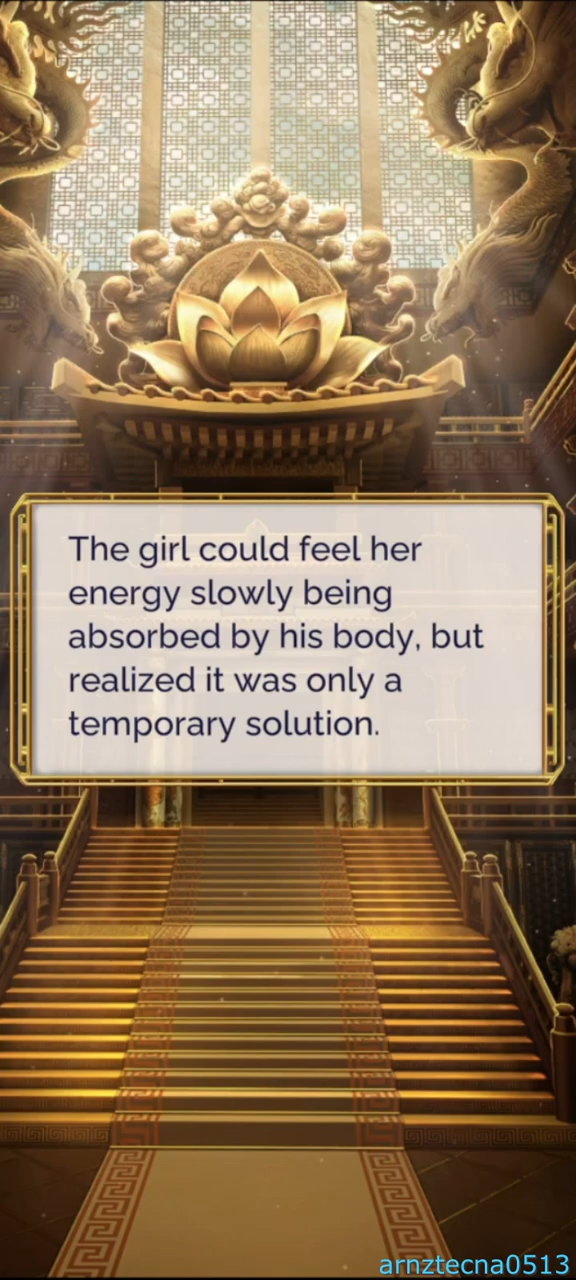 The girl could feel her
energy slowly being
absorbed by his body, but
realized it was only a
temporary solution.
arnztecna0513